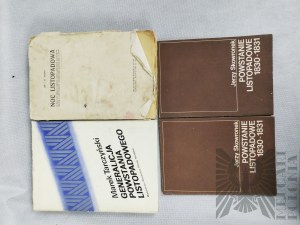 NOC LISTOPADOWA
Jerzy Skowronek
POWSTANIE
LISTOPADOWE
1830-1831
Marek Tarczyński
GENERALICJA
POWSTANIA
LISTOPADOWEGO
Jerzy Skowronek
POWSTANIE
LISTOPADOWE
1830-1831